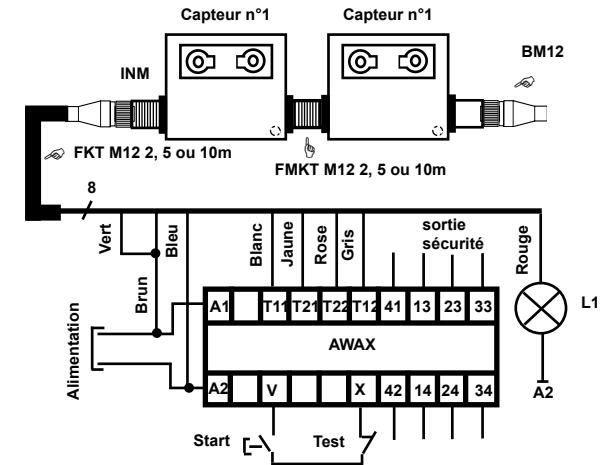 Capteur n°1
Capteur n°1
BM12
INM
FKT M12 2, 5 ou 10m
FMKT M12 2, 5 ou 10m
8
Vert
Brun
Bleu
Blanc
Jaune
Rose
Gris
sortie
sécurité
Rouge
L1
A2
Alimentation
A1 T11 T21 T22 T12 41 13 23 33
AWAX
A2 V X 42 14 24 34
Start
Test